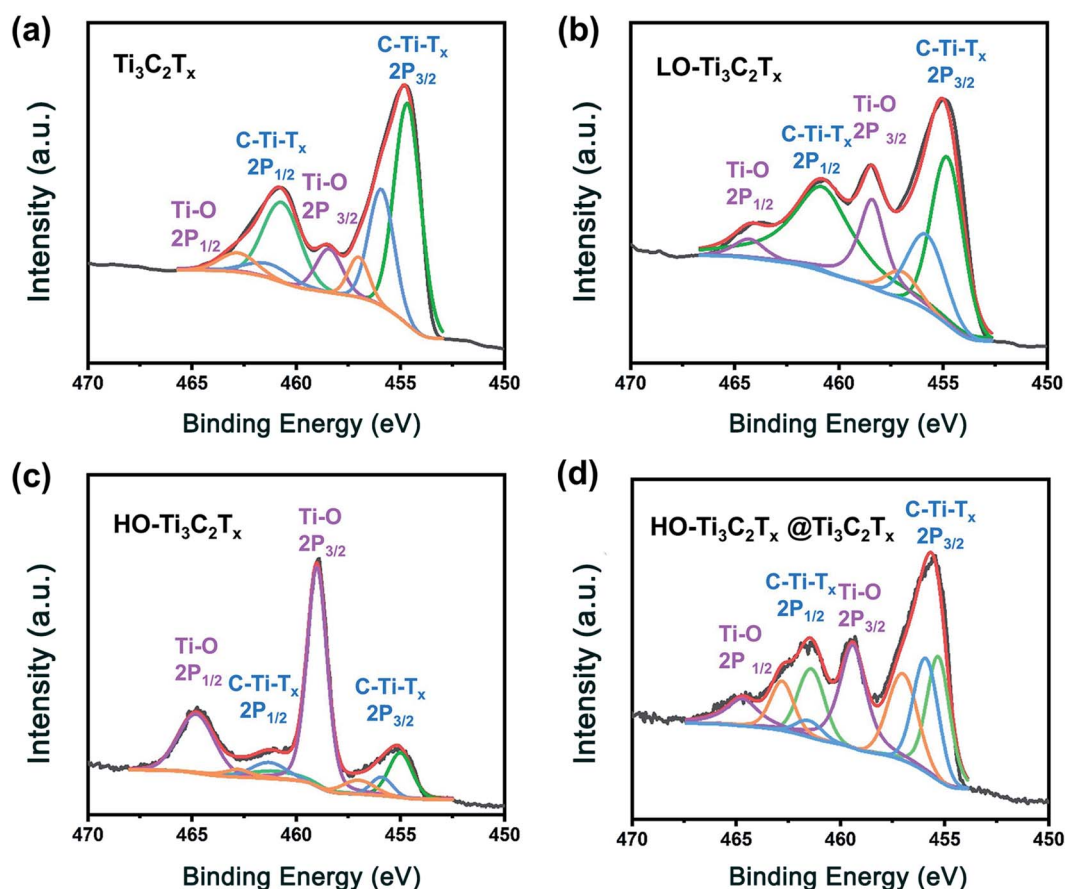 (a)
Ti₃C₂Tₓ
C-Ti-Tₓ
2P₃/₂
C-Ti-Tₓ
2P₁/₂
Ti-O
2P₃/₂
Ti-O
2P₁/₂
Intensity (a.u.)
470 465 460 455 450
Binding Energy (eV)
(b)
LO-Ti₃C₂Tₓ
C-Ti-Tₓ
2P₃/₂
Ti-O
2P₃/₂
C-Ti-Tₓ
2P₁/₂
Ti-O
2P₁/₂
Intensity (a.u.)
470 465 460 455 450
Binding Energy (eV)
(c)
HO-Ti₃C₂Tₓ
Ti-O
2P₃/₂
Ti-O
2P₁/₂
C-Ti-Tₓ
2P₁/₂
C-Ti-Tₓ
2P₃/₂
Intensity (a.u.)
470 465 460 455 450
Binding Energy (eV)
(d)
HO-Ti₃C₂Tₓ @Ti₃C₂Tₓ
C-Ti-Tₓ
2P₃/₂
C-Ti-Tₓ
2P₁/₂
Ti-O
2P₃/₂
Ti-O
2P₁/₂
Intensity (a.u.)
470 465 460 455 450
Binding Energy (eV)